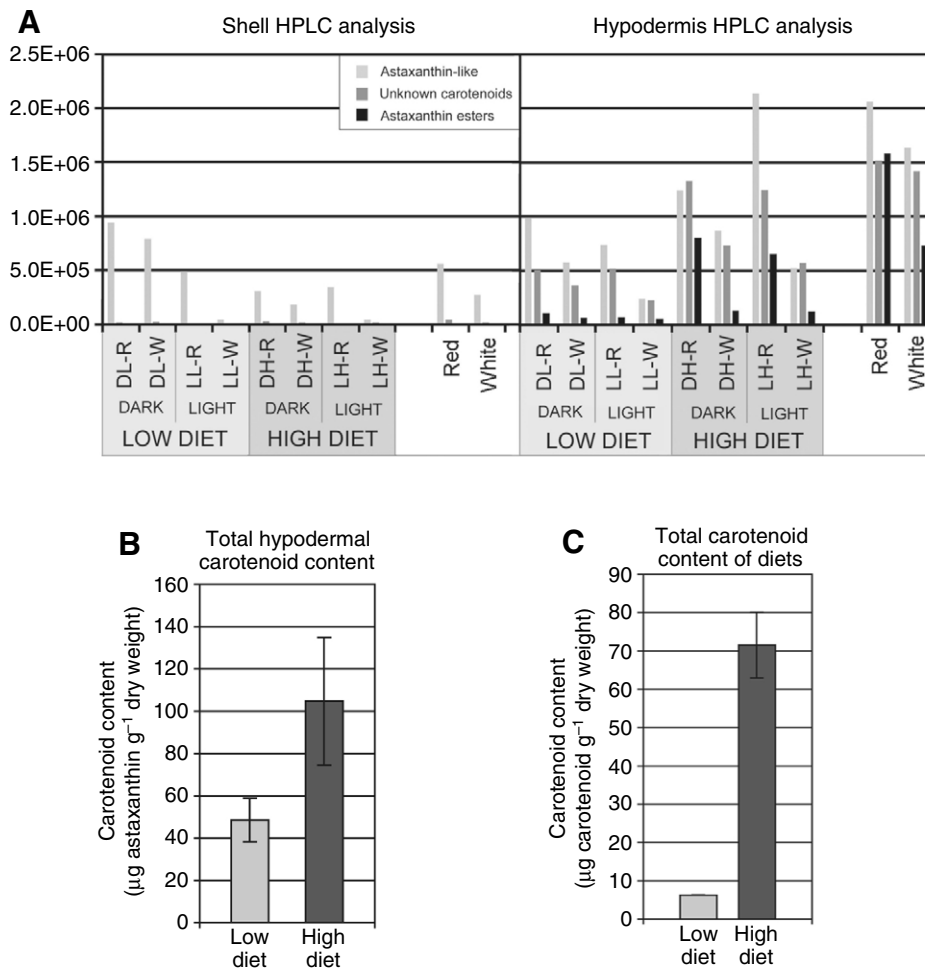 A
Shell HPLC analysis
Hypodermis HPLC analysis
2.5E+06
2.0E+06
1.5E+06
1.0E+06
5.0E+05
0.0E+00
Astaxanthin-like
Unknown carotenoids
Astaxanthin esters
DL-R
DL-W
LL-R
LL-W
DH-R
DH-W
LH-R
LH-W
Red
White
DL-R
DL-W
LL-R
LL-W
DH-R
DH-W
LH-R
LH-W
Red
White
DARK
LIGHT
DARK
LIGHT
DARK
LIGHT
DARK
LIGHT
LOW DIET
HIGH DIET
LOW DIET
HIGH DIET
B
Total hypodermal
carotenoid content
Carotenoid content
(µg astaxanthin g–1 dry weight)
160
140
120
100
80
60
40
20
0
Low
diet
High
diet
C
Total carotenoid
content of diets
Carotenoid content
(µg carotenoid g–1 dry weight)
90
80
70
60
50
40
30
20
10
0
Low
diet
High
diet